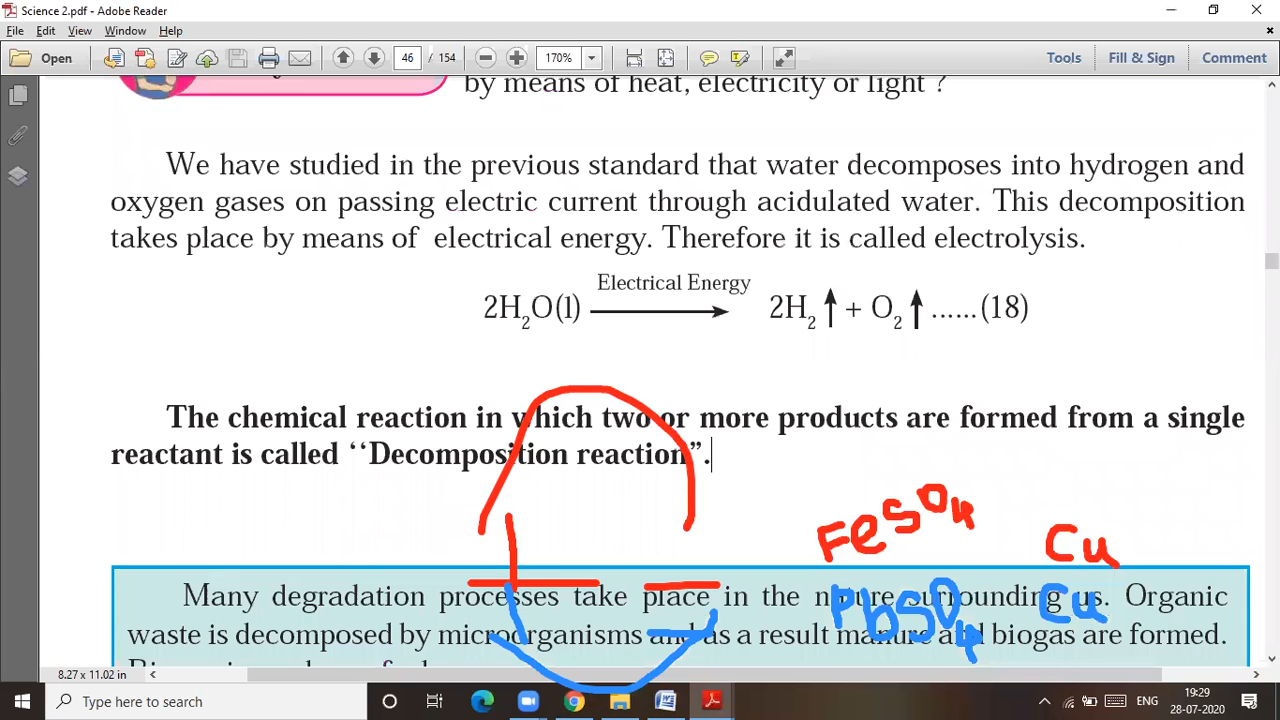 Science 2.pdf - Adobe Reader
File Edit View Window Help
Open 46 / 154 170% Tools Fill & Sign Comment
by means of heat, electricity or light ?
We have studied in the previous standard that water decomposes into hydrogen and
oxygen gases on passing electric current through acidulated water. This decomposition
takes place by means of electrical energy. Therefore it is called electrolysis.
Electrical Energy
2H₂O(l) ⟶ 2H₂ ↑ + O₂ ↑ ......(18)
The chemical reaction in which two or more products are formed from a single
reactant is called ‘‘Decomposition reaction”.
FeSO₄ Cu
PbSO₄ Cu
Many degradation processes take place in the nature surrounding us. Organic
waste is decomposed by microorganisms and as a result manure and biogas are formed.
8.27 x 11.02 in
Type here to search
ENG
19:29
28-07-2020